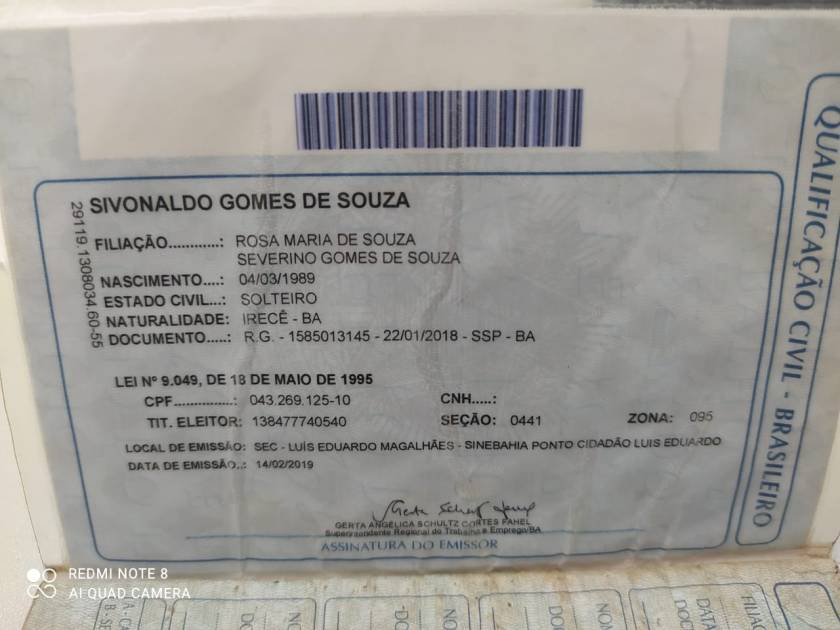 SIVONALDO GOMES DE SOUZA
FILIAÇÃO............: ROSA MARIA DE SOUZA
SEVERINO GOMES DE SOUZA
NASCIMENTO....: 04/03/1989
ESTADO CIVIL...: SOLTEIRO
NATURALIDADE: IRECÊ - BA
DOCUMENTO.....: R.G. - 1585013145 - 22/01/2018 - SSP - BA
29119.1308034.60-55
LEI Nº 9.049, DE 18 DE MAIO DE 1995
CPF..............: 043.269.125-10 CNH.....:
TIT. ELEITOR: 138477740540 SEÇÃO: 0441 ZONA: 095
LOCAL DE EMISSÃO: SEC - LUÍS EDUARDO MAGALHÃES - SINEBAHIA PONTO CIDADÃO LUIS EDUARDO
DATA DE EMISSÃO..: 14/02/2019
GERTA ANGÉLICA SCHULTZ CORTES FAHEL
Superintendente Regional do Trabalho e Emprego/BA
ASSINATURA DO EMISSOR
QUALIFICAÇÃO CIVIL - BRASILEIRO
REDMI NOTE 8
AI QUAD CAMERA